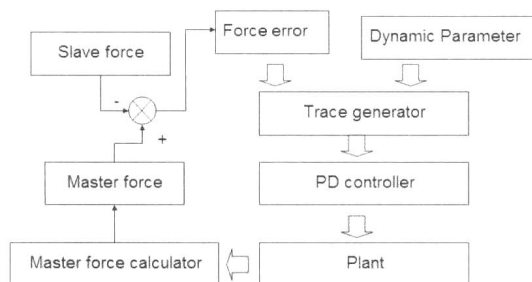 Force error
Dynamic Parameter
Slave force
-
+
Trace generator
Master force
PD controller
Master force calculator
Plant